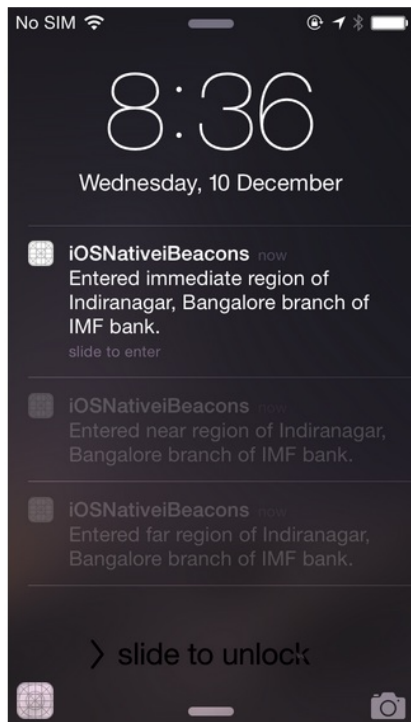 No SIM
8:36
Wednesday, 10 December
iOSNativeiBeacons now
Entered immediate region of
Indiranagar, Bangalore branch of
IMF bank.
slide to enter
iOSNativeiBeacons now
Entered near region of Indiranagar,
Bangalore branch of IMF bank.
iOSNativeiBeacons now
Entered far region of Indiranagar,
Bangalore branch of IMF bank.
> slide to unlock